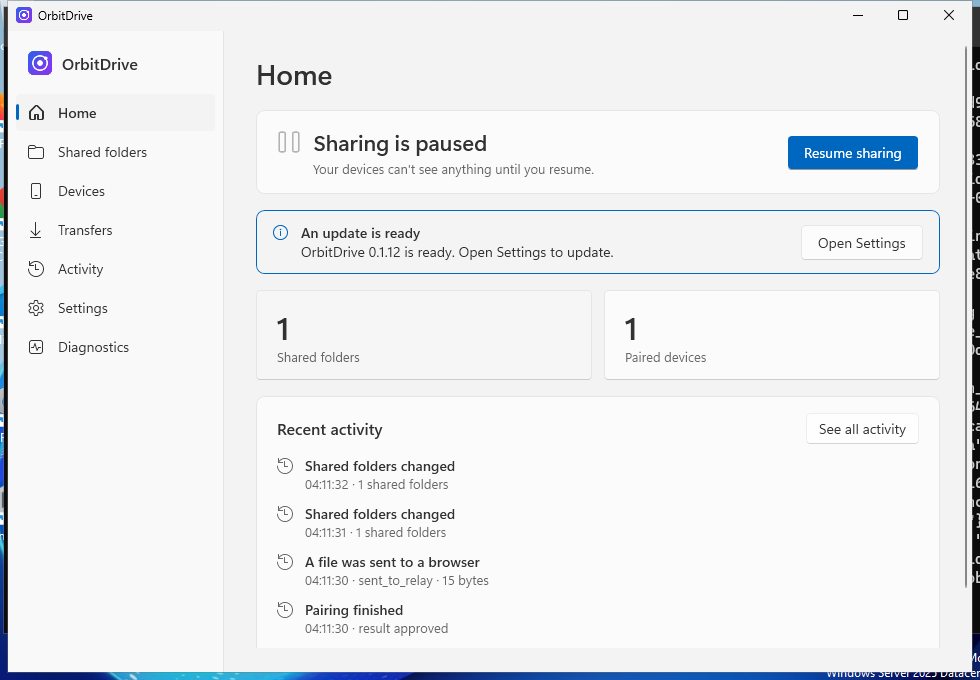 OrbitDrive
OrbitDrive
Home
Shared folders
Devices
Transfers
Activity
Settings
Diagnostics
Home
Sharing is paused
Your devices can't see anything until you resume.
Resume sharing
An update is ready
OrbitDrive 0.1.12 is ready. Open Settings to update.
Open Settings
1
Shared folders
1
Paired devices
Recent activity
See all activity
Shared folders changed
04:11:32 · 1 shared folders
Shared folders changed
04:11:31 · 1 shared folders
A file was sent to a browser
04:11:30 · sent_to_relay · 15 bytes
Pairing finished
04:11:30 · result approved
Windows Server 2025 Datacen